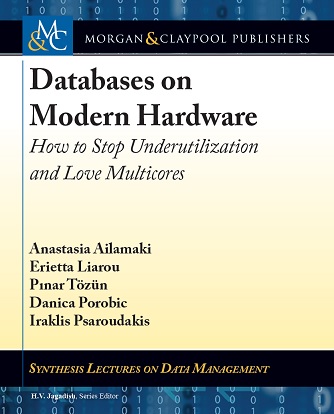 M
&C
MORGAN & CLAYPOOL PUBLISHERS
Databases on
Modern Hardware
How to Stop Underutilization
and Love Multicores
Anastasia Ailamaki
Erietta Liarou
Pınar Tözün
Danica Porobic
Iraklis Psaroudakis
SYNTHESIS LECTURES ON DATA MANAGEMENT
H.V. Jagadish, Series Editor